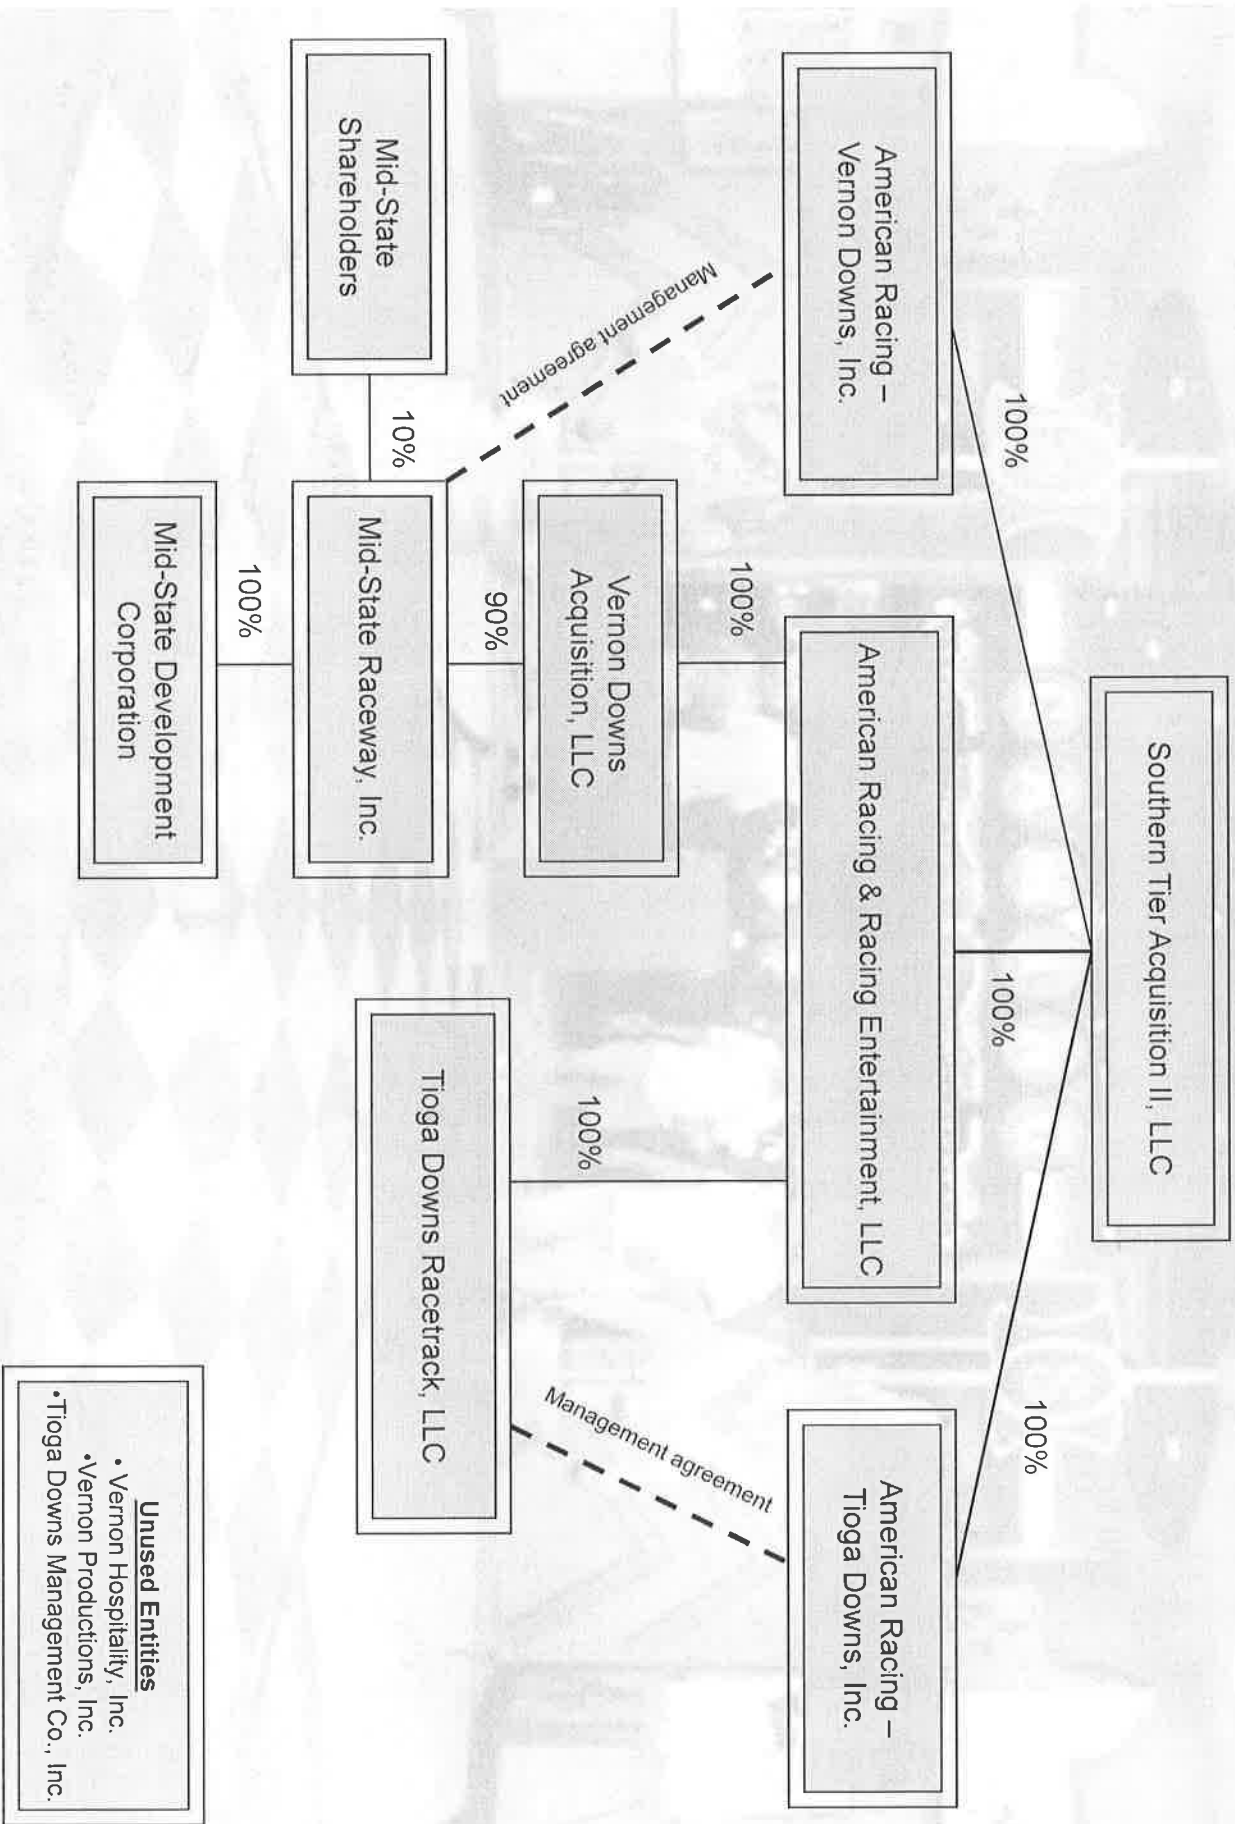 Southern Tier Acquisition II, LLC
100%
100%
100%
American Racing –
Vernon Downs, Inc.
American Racing & Racing Entertainment, LLC
American Racing –
Tioga Downs, Inc.
Management agreement
100%
100%
Management agreement
Vernon Downs
Acquisition, LLC
90%
Tioga Downs Racetrack, LLC
Mid-State
Shareholders
10%
Mid-State Raceway, Inc.
100%
Mid-State Development
Corporation
Unused Entities
• Vernon Hospitality, Inc.
•Vernon Productions, Inc.
•Tioga Downs Management Co., Inc.